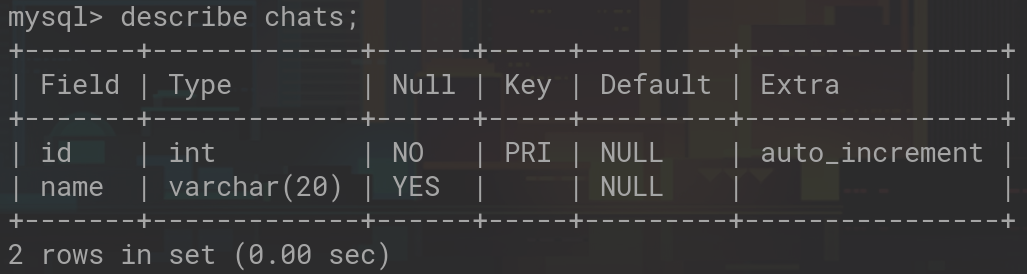 mysql> describe chats;
+-------+-------------+------+-----+---------+----------------+
| Field | Type        | Null | Key | Default | Extra          |
+-------+-------------+------+-----+---------+----------------+
| id    | int         | NO   | PRI | NULL    | auto_increment |
| name  | varchar(20) | YES  |     | NULL    |                |
+-------+-------------+------+-----+---------+----------------+
2 rows in set (0.00 sec)